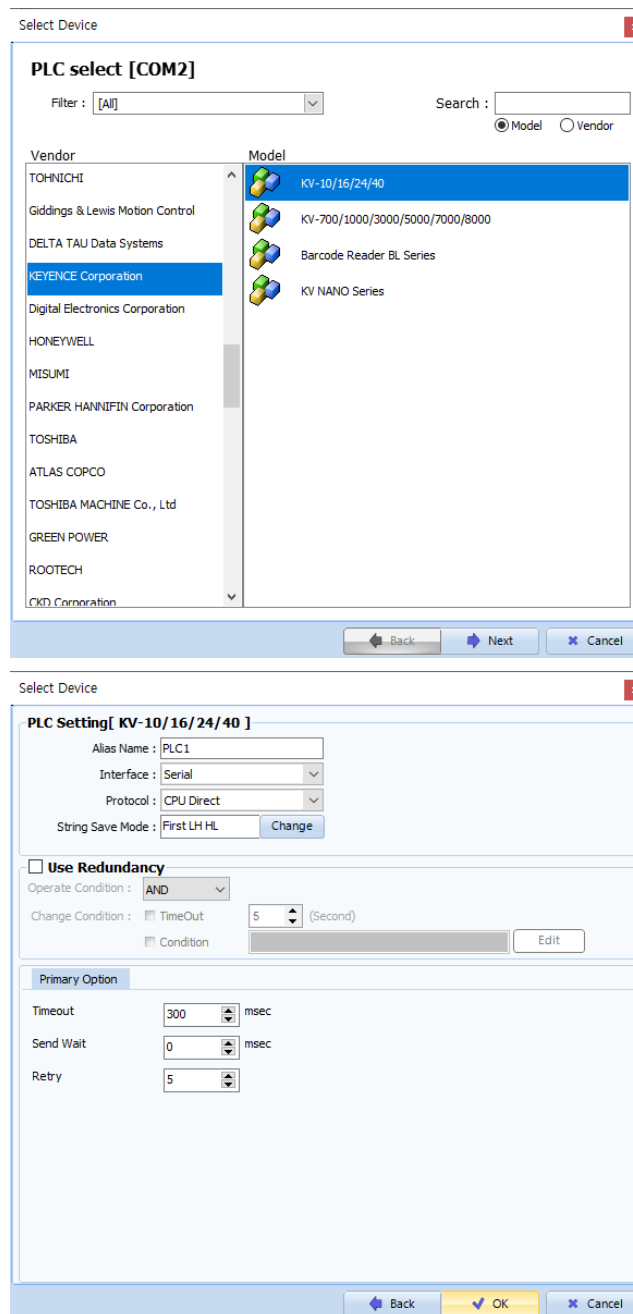 Select Device
PLC select [COM2]
Filter : [All] Search :
Model Vendor
Vendor Model
TOHNICHI
Giddings & Lewis Motion Control
DELTA TAU Data Systems
KEYENCE Corporation
Digital Electronics Corporation
HONEYWELL
MISUMI
PARKER HANNIFIN Corporation
TOSHIBA
ATLAS COPCO
TOSHIBA MACHINE Co., Ltd
GREEN POWER
ROOTECH
CKD Corporation
KV-10/16/24/40
KV-700/1000/3000/5000/7000/8000
Barcode Reader BL Series
KV NANO Series
Back Next Cancel
Select Device
PLC Setting[ KV-10/16/24/40 ]
Alias Name : PLC1
Interface : Serial
Protocol : CPU Direct
String Save Mode : First LH HL Change
Use Redundancy
Operate Condition : AND
Change Condition : TimeOut 5 (Second)
Condition Edit
Primary Option
Timeout 300 msec
Send Wait 0 msec
Retry 5
Back OK Cancel